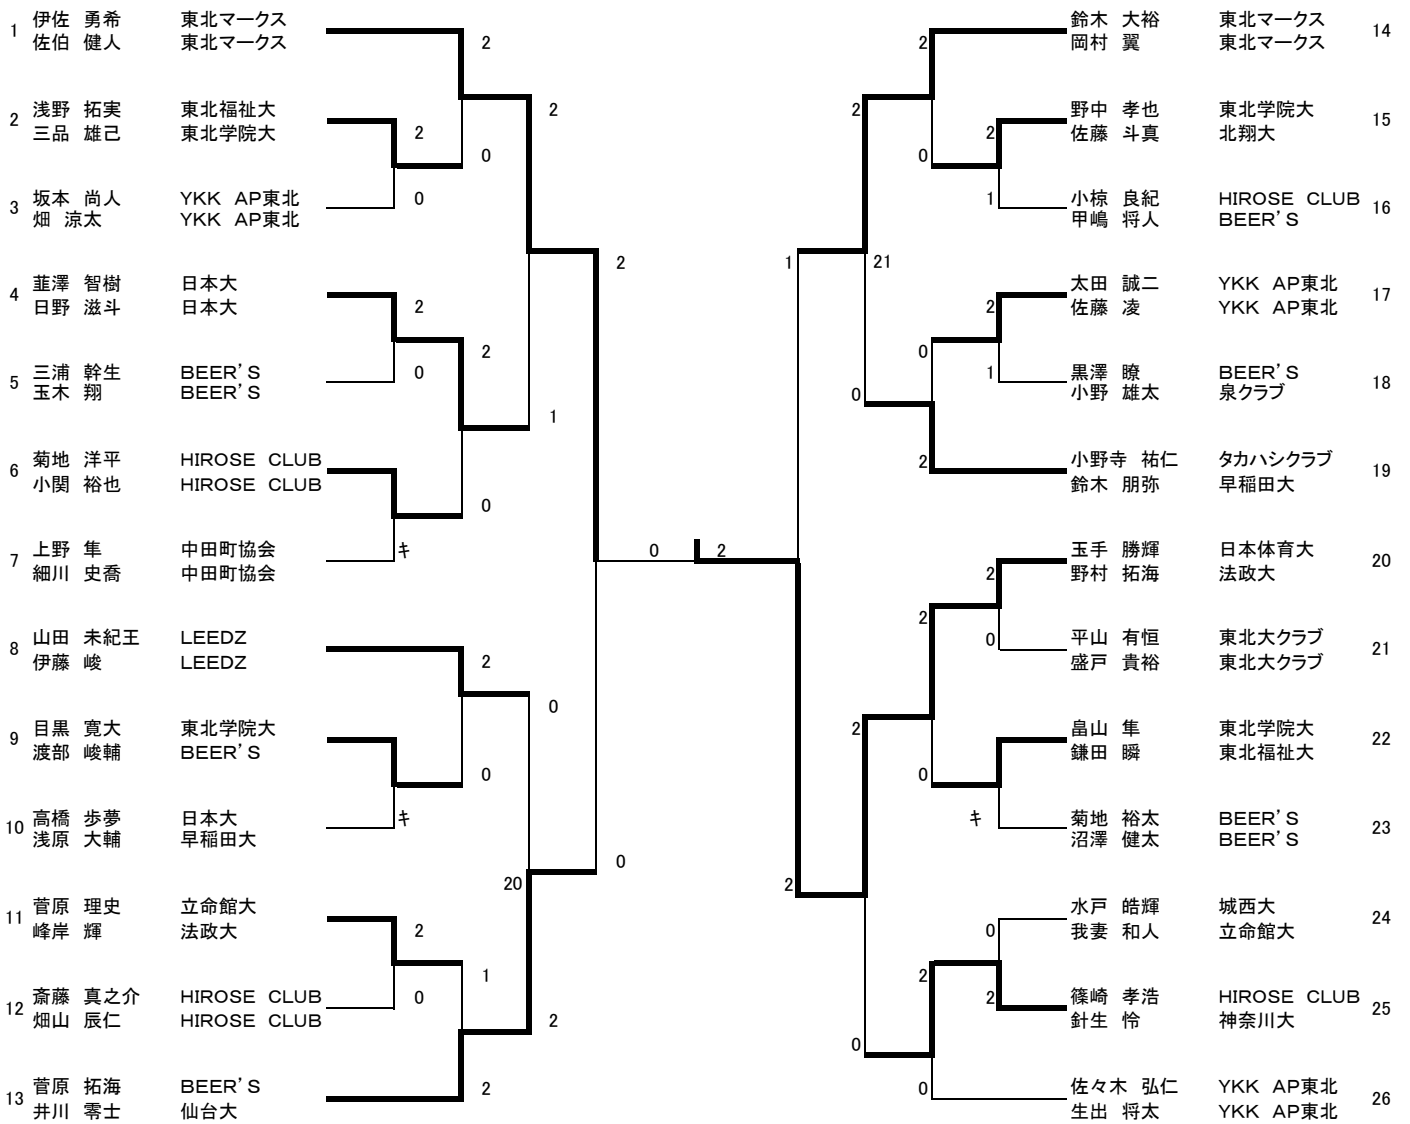 1 伊佐 勇希 東北マークス
佐伯 健人 東北マークス
2
2 浅野 拓実 東北福祉大
三品 雄己 東北学院大
2
2
0
3 坂本 尚人 YKK AP東北
畑 涼太 YKK AP東北
0
2
4 韮澤 智樹 日本大
日野 滋斗 日本大
2
2
5 三浦 幹生 BEER'S
玉木 翔 BEER'S
0
1
6 菊地 洋平 HIROSE CLUB
小関 裕也 HIROSE CLUB
0
7 上野 隼 中田町協会
細川 史喬 中田町協会
キ
0 2
8 山田 未紀王 LEEDZ
伊藤 峻 LEEDZ
2
0
9 目黒 寛大 東北学院大
渡部 峻輔 BEER'S
0
10 高橋 歩夢 日本大
浅原 大輔 早稲田大
キ
0
20
11 菅原 理史 立命館大
峰岸 輝 法政大
2
1
12 斎藤 真之介 HIROSE CLUB
畑山 辰仁 HIROSE CLUB
0
2
13 菅原 拓海 BEER'S
井川 零士 仙台大
2
鈴木 大裕 東北マークス 14
岡村 翼 東北マークス
2
2
野中 孝也 東北学院大 15
佐藤 斗真 北翔大
2
0
小椋 良紀 HIROSE CLUB 16
甲嶋 将人 BEER'S
1
1 21
太田 誠二 YKK AP東北 17
佐藤 凌 YKK AP東北
2
0
黒澤 瞭 BEER'S 18
小野 雄太 泉クラブ
1
0
小野寺 祐仁 タカハシクラブ 19
鈴木 朋弥 早稲田大
2
玉手 勝輝 日本体育大 20
野村 拓海 法政大
2
2
平山 有恒 東北大クラブ 21
盛戸 貴裕 東北大クラブ
0
2
畠山 隼 東北学院大 22
鎌田 瞬 東北福祉大
0
菊地 裕太 BEER'S 23
沼澤 健太 BEER'S
キ
2
水戸 皓輝 城西大 24
我妻 和人 立命館大
0
2
篠崎 孝浩 HIROSE CLUB 25
針生 怜 神奈川大
2
0
佐々木 弘仁 YKK AP東北 26
生出 将太 YKK AP東北
0